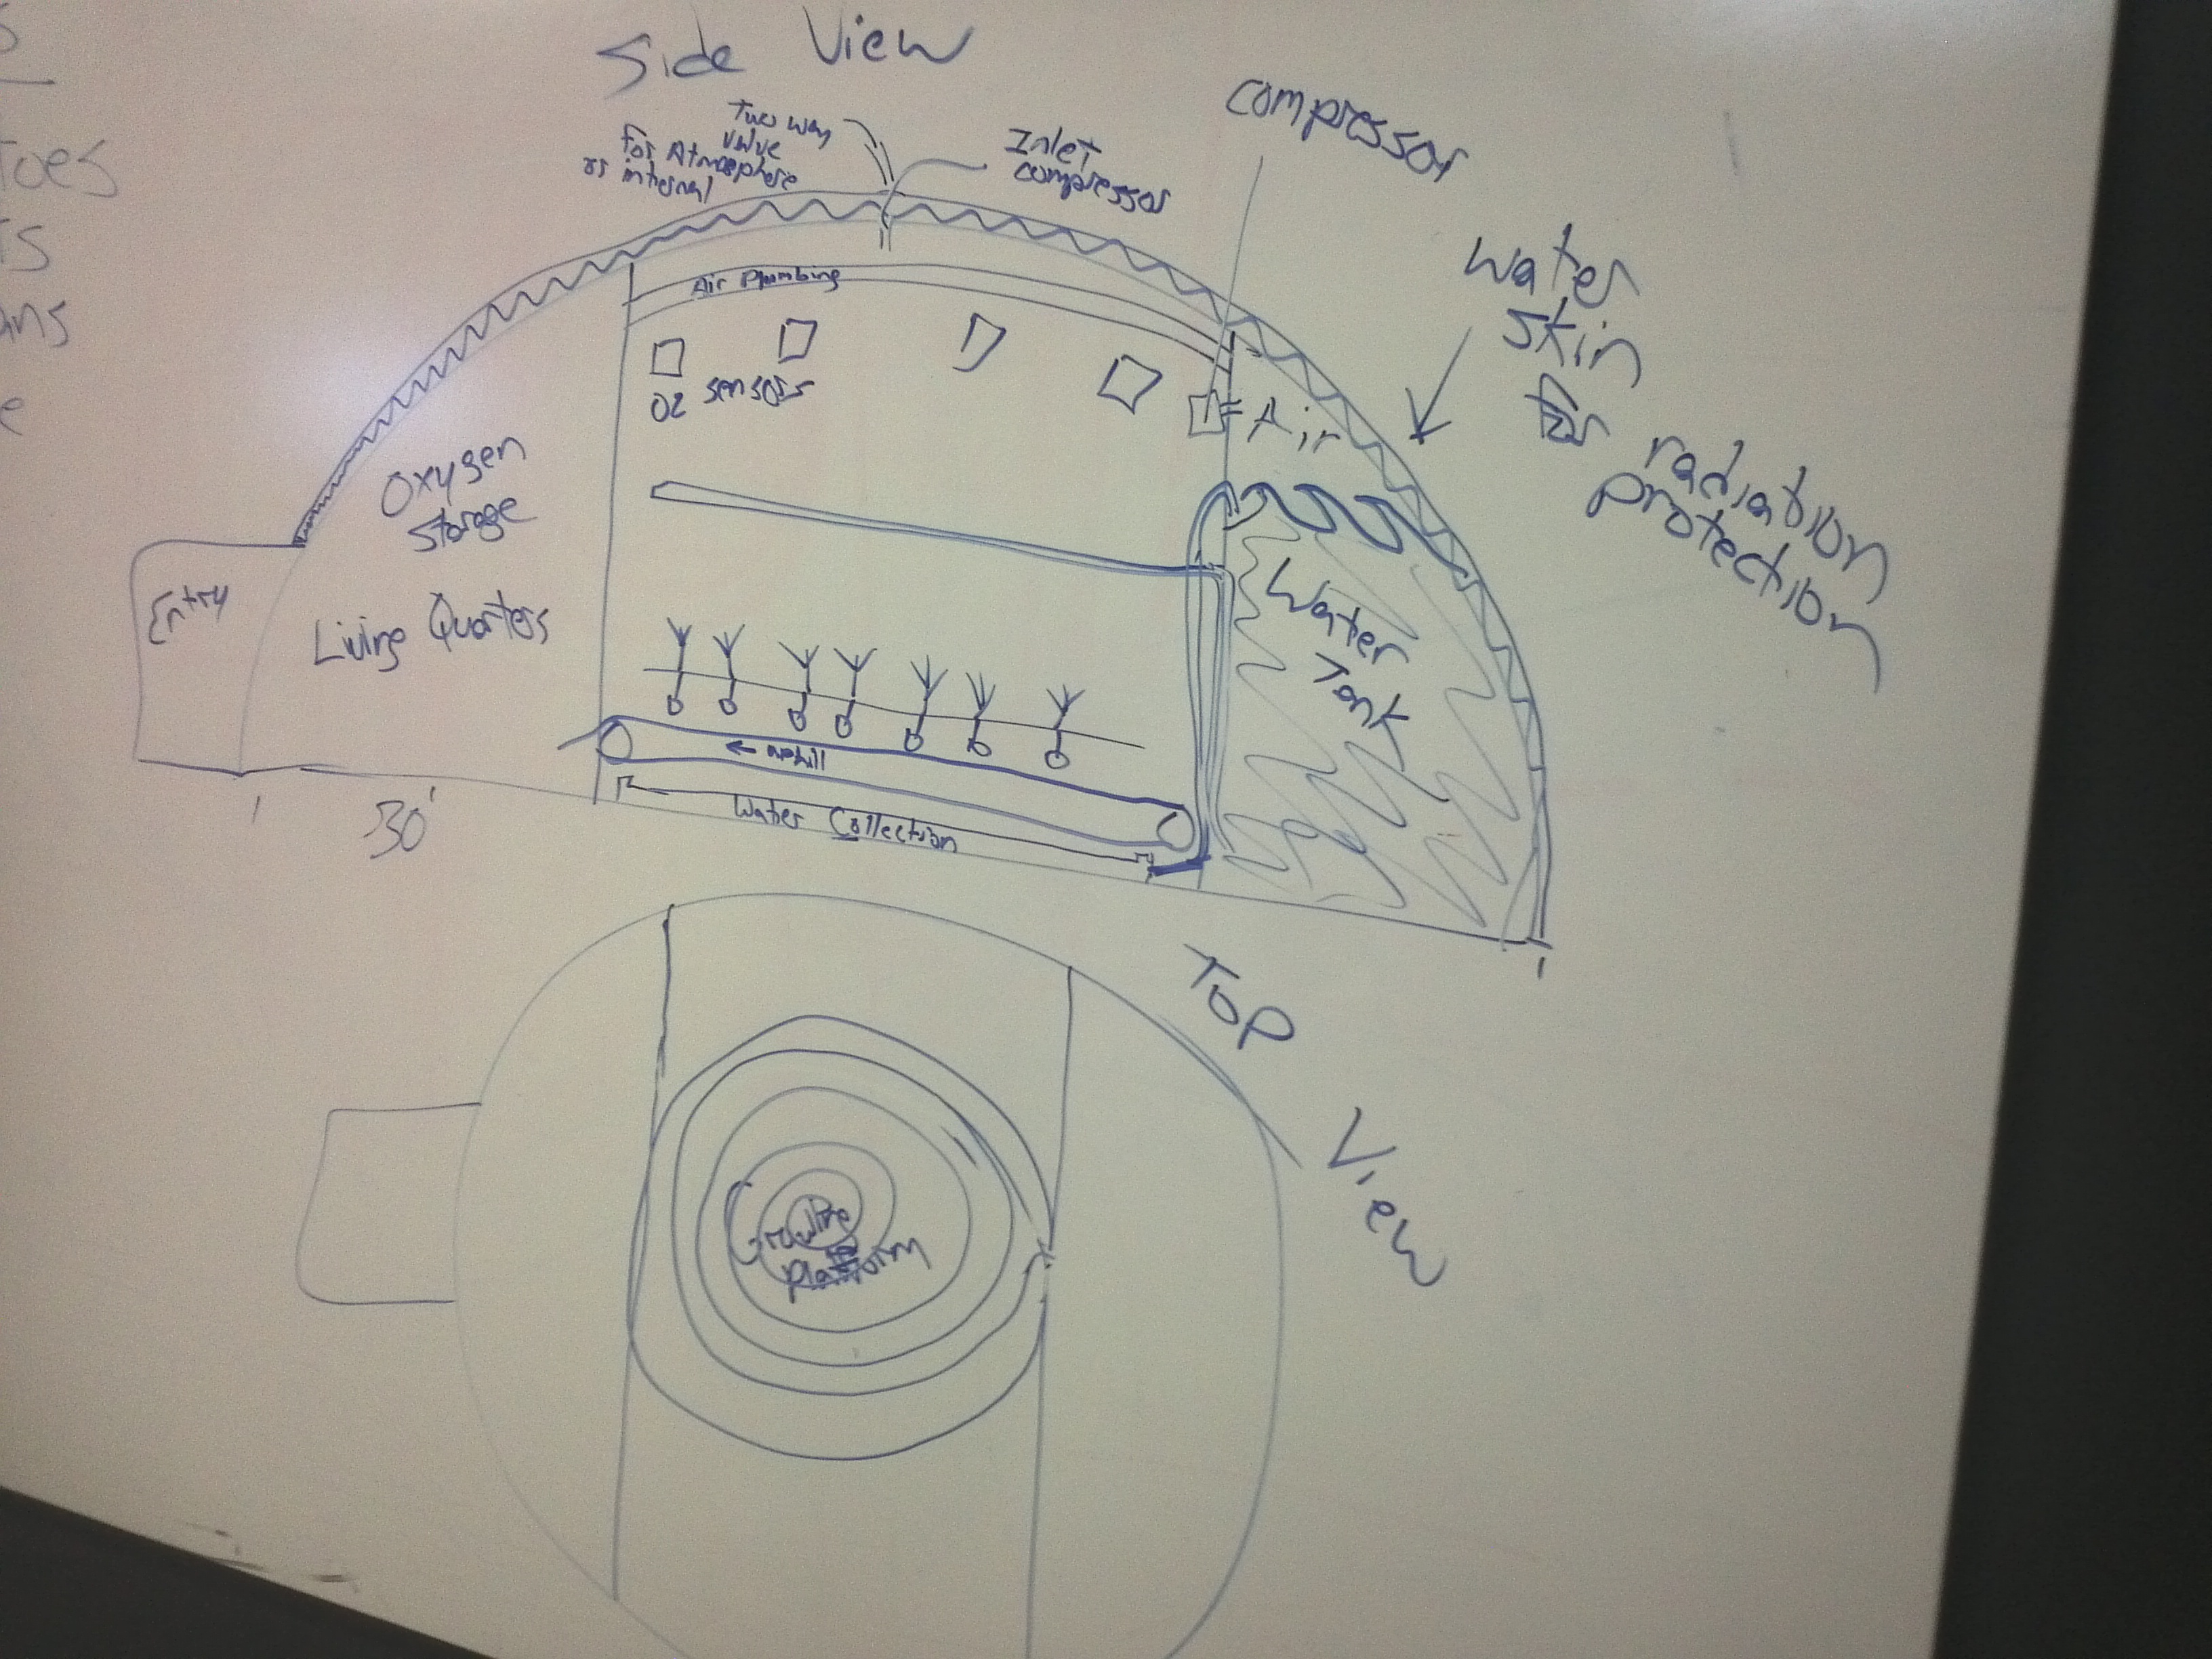 Side View
Two way
valve
for Atmosphere
or internal
Inlet
compressor
compressor
Water
skin
for radiation
protection
Air Plumbing
O2 sensors
Air
Oxygen
Storage
Entry
Living Quarters
Water
Tank
← uphill
Water Collection
30'
Top View
Growing
platform
toes
ts
ans
e
s